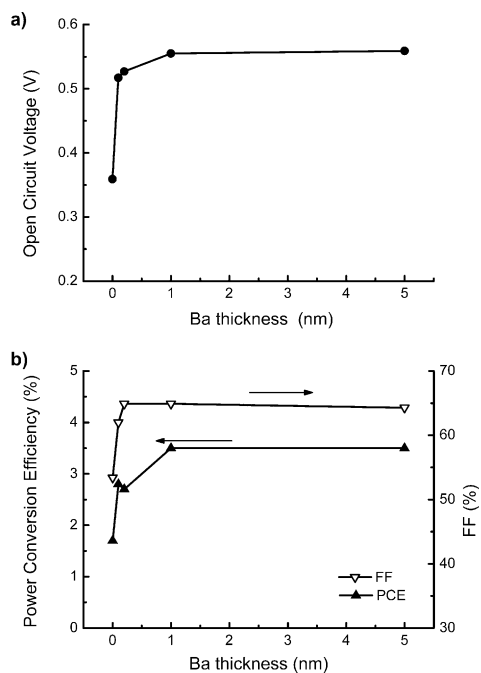 a)
0.6
0.5
0.4
0.3
0.2
Open Circuit Voltage (V)
0 1 2 3 4 5
Ba thickness (nm)
b)
5
4
3
2
1
0
Power Conversion Efficiency (%)
70
60
50
40
30
FF (%)
FF
PCE
0 1 2 3 4 5
Ba thickness (nm)